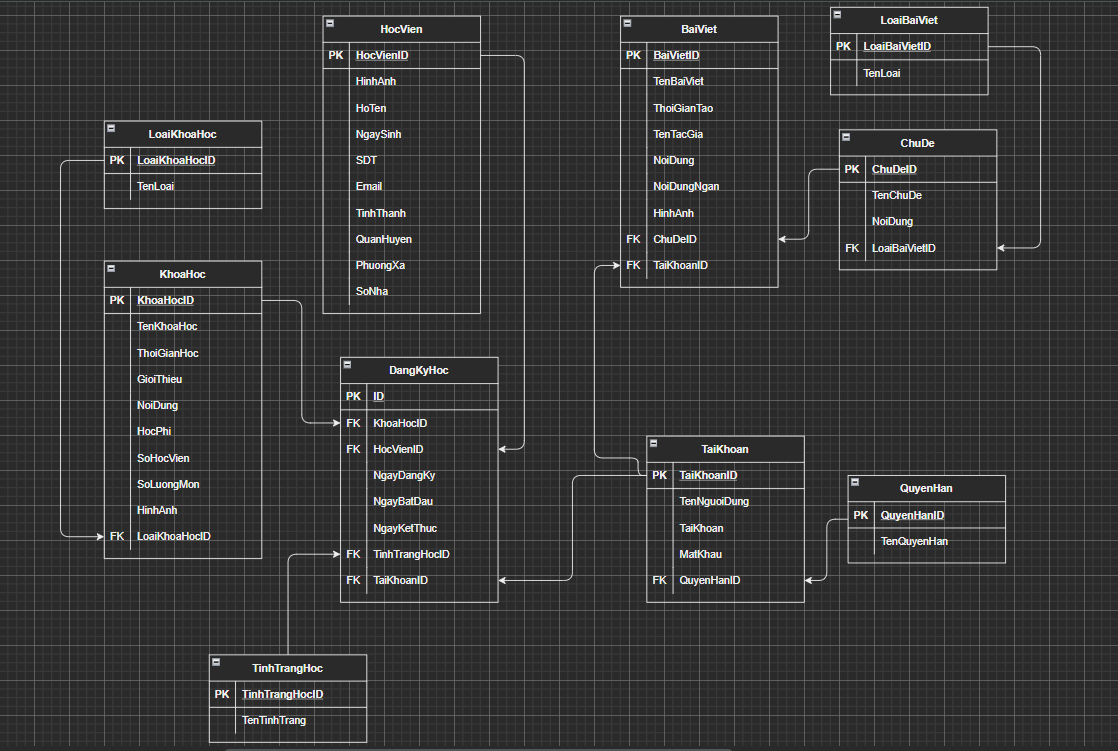 HocVien
PK HocVienID
HinhAnh
HoTen
NgaySinh
SDT
Email
TinhThanh
QuanHuyen
PhuongXa
SoNha
BaiViet
PK BaiVietID
TenBaiViet
ThoiGianTao
TenTacGia
NoiDung
NoiDungNgan
HinhAnh
FK ChuDeID
FK TaiKhoanID
LoaiBaiViet
PK LoaiBaiVietID
TenLoai
ChuDe
PK ChuDeID
TenChuDe
NoiDung
FK LoaiBaiVietID
LoaiKhoaHoc
PK LoaiKhoaHocID
TenLoai
KhoaHoc
PK KhoaHocID
TenKhoaHoc
ThoiGianHoc
GioiThieu
NoiDung
HocPhi
SoHocVien
SoLuongMon
HinhAnh
FK LoaiKhoaHocID
DangKyHoc
PK ID
FK KhoaHocID
FK HocVienID
NgayDangKy
NgayBatDau
NgayKetThuc
FK TinhTrangHocID
FK TaiKhoanID
TaiKhoan
PK TaiKhoanID
TenNguoiDung
TaiKhoan
MatKhau
FK QuyenHanID
QuyenHan
PK QuyenHanID
TenQuyenHan
TinhTrangHoc
PK TinhTrangHocID
TenTinhTrang